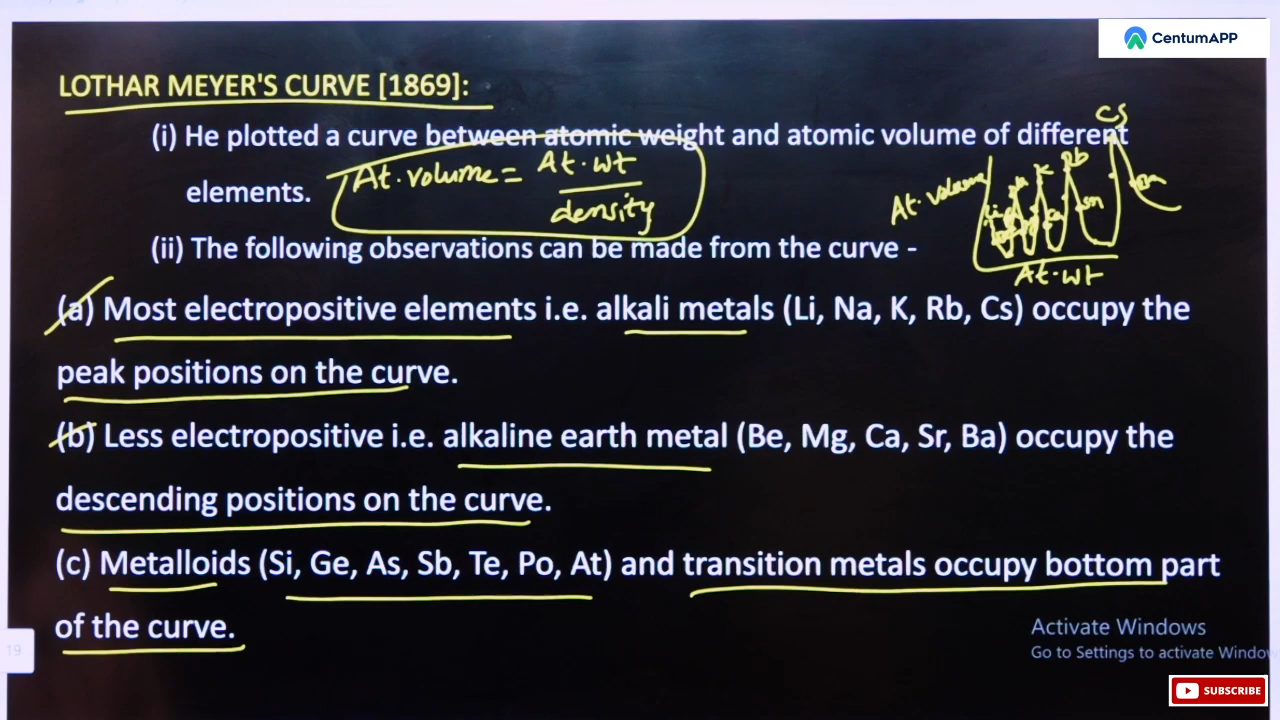 CentumAPP
LOTHAR MEYER'S CURVE [1869]:
(i) He plotted a curve between atomic weight and atomic volume of different
elements.
At. volume = At. wt
density
(ii) The following observations can be made from the curve -
Cs
Rb
K
At. volume
At. wt
(a) Most electropositive elements i.e. alkali metals (Li, Na, K, Rb, Cs) occupy the
peak positions on the curve.
(b) Less electropositive i.e. alkaline earth metal (Be, Mg, Ca, Sr, Ba) occupy the
descending positions on the curve.
(c) Metalloids (Si, Ge, As, Sb, Te, Po, At) and transition metals occupy bottom part
of the curve.
19
Activate Windows
Go to Settings to activate Window
SUBSCRIBE